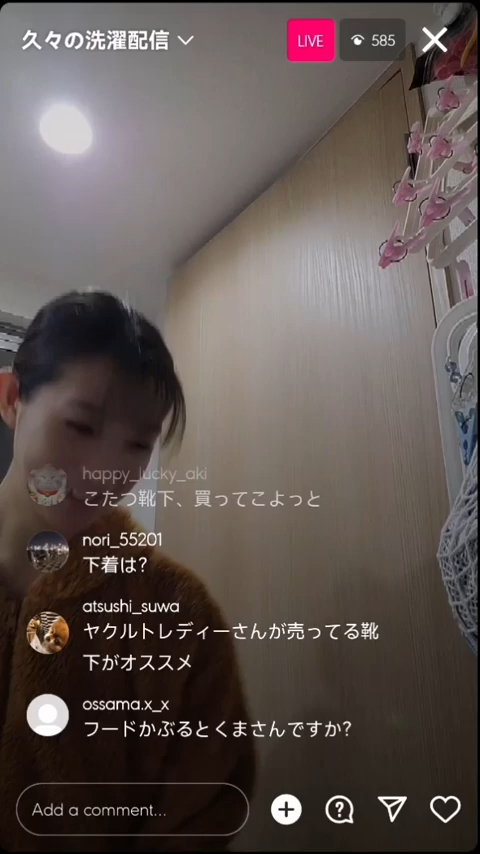 久々の洗濯配信
LIVE
585
happy_lucky_aki
こたつ靴下、買ってこよっと
nori_55201
下着は?
atsushi_suwa
ヤクルトレディーさんが売ってる靴
下がオススメ
ossama.x_x
フードかぶるとくまさんですか?
Add a comment...